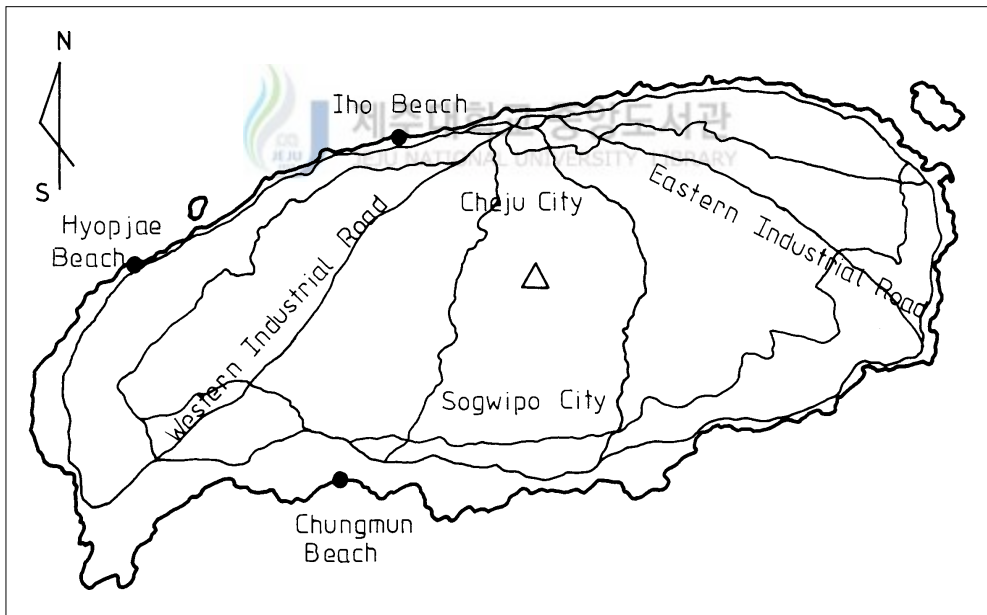 N
S
제주대학교 중앙도서관
JEJU NATIONAL UNIVERSITY LIBRARY
JEJU
Iho Beach
Hyopjae
Beach
Cheju City
Western Industrial Road
Eastern Industrial Road
Sogwipo City
Chungmun
Beach